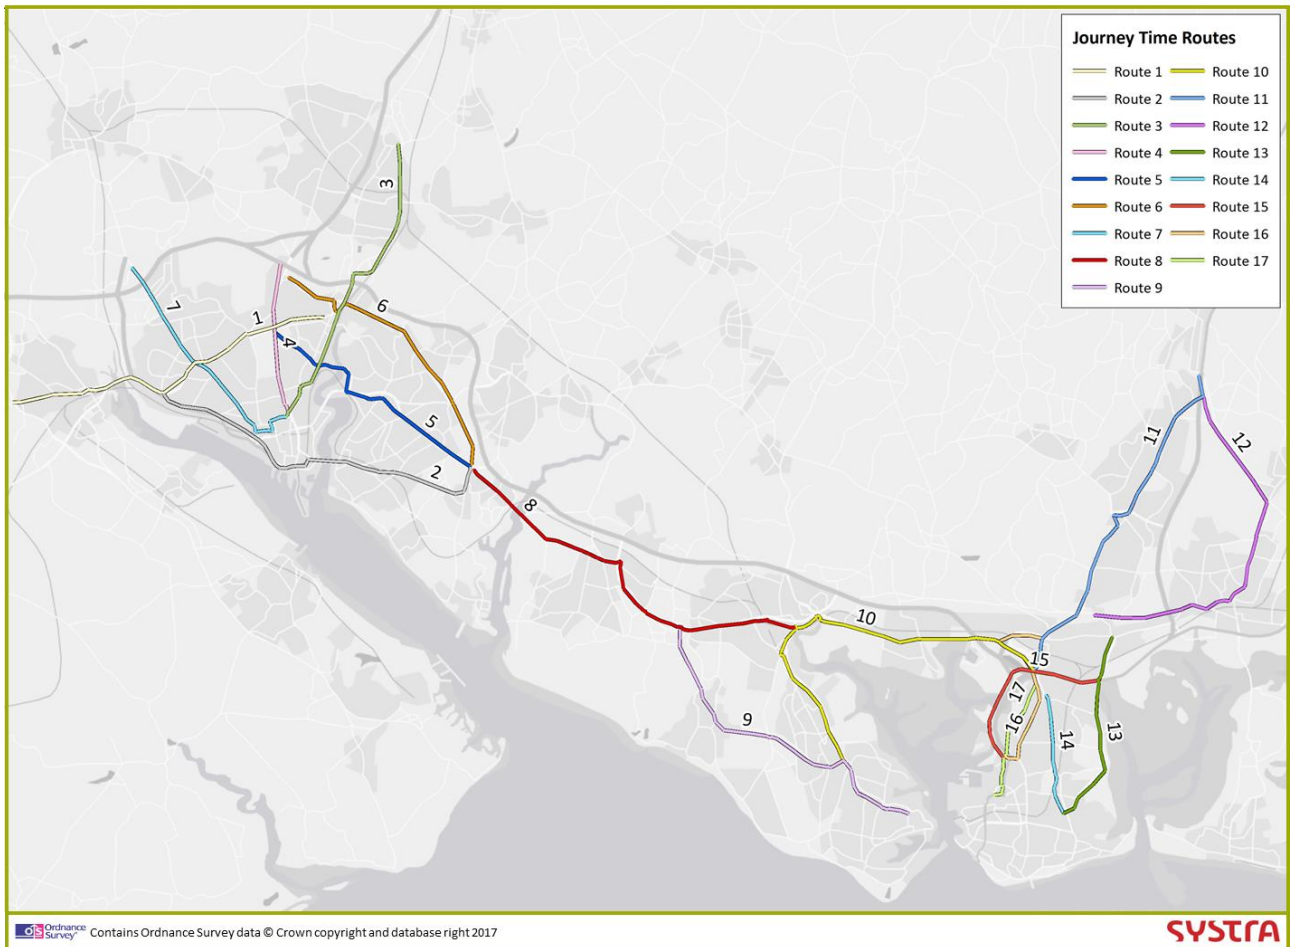 Journey Time Routes
Route 1
Route 2
Route 3
Route 4
Route 5
Route 6
Route 7
Route 8
Route 9
Route 10
Route 11
Route 12
Route 13
Route 14
Route 15
Route 16
Route 17
3
6
7
1
4
5
2
8
11
12
10
9
15
17
16
14
13
OS Ordnance
Survey
Contains Ordnance Survey data © Crown copyright and database right 2017
SYSTRA